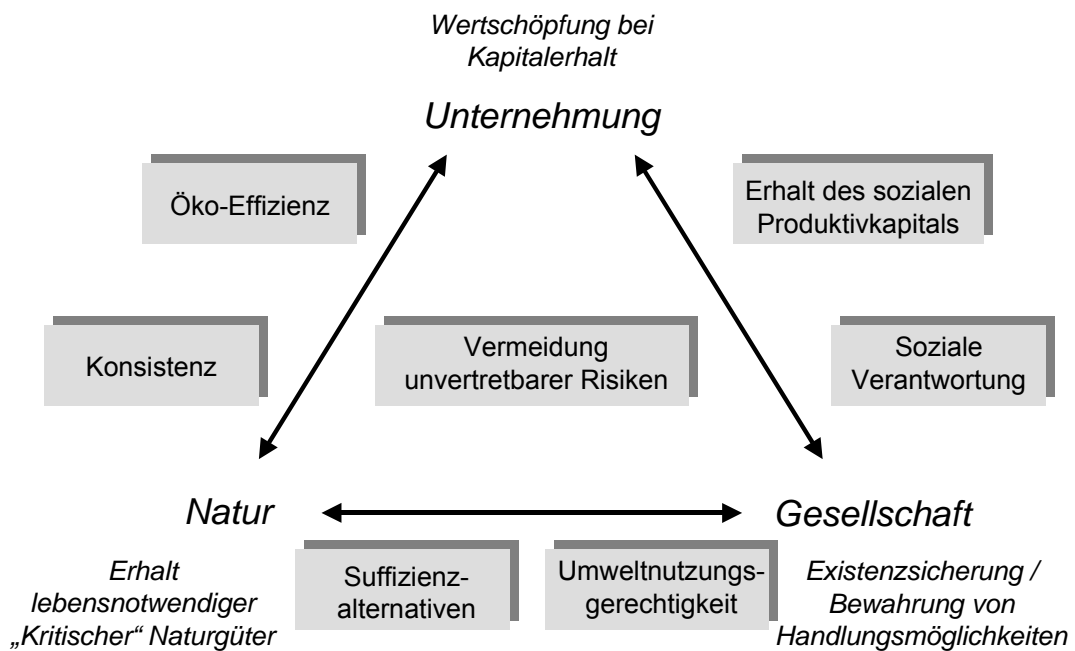 Wertschöpfung bei
Kapitalerhalt
Unternehmung
Öko-Effizienz
Erhalt des sozialen
Produktivkapitals
Konsistenz
Vermeidung
unvertretbarer Risiken
Soziale
Verantwortung
Natur
Gesellschaft
Erhalt
lebensnotwendiger
„Kritischer“ Naturgüter
Suffizienz-
alternativen
Umweltnutzungs-
gerechtigkeit
Existenzsicherung /
Bewahrung von
Handlungsmöglichkeiten